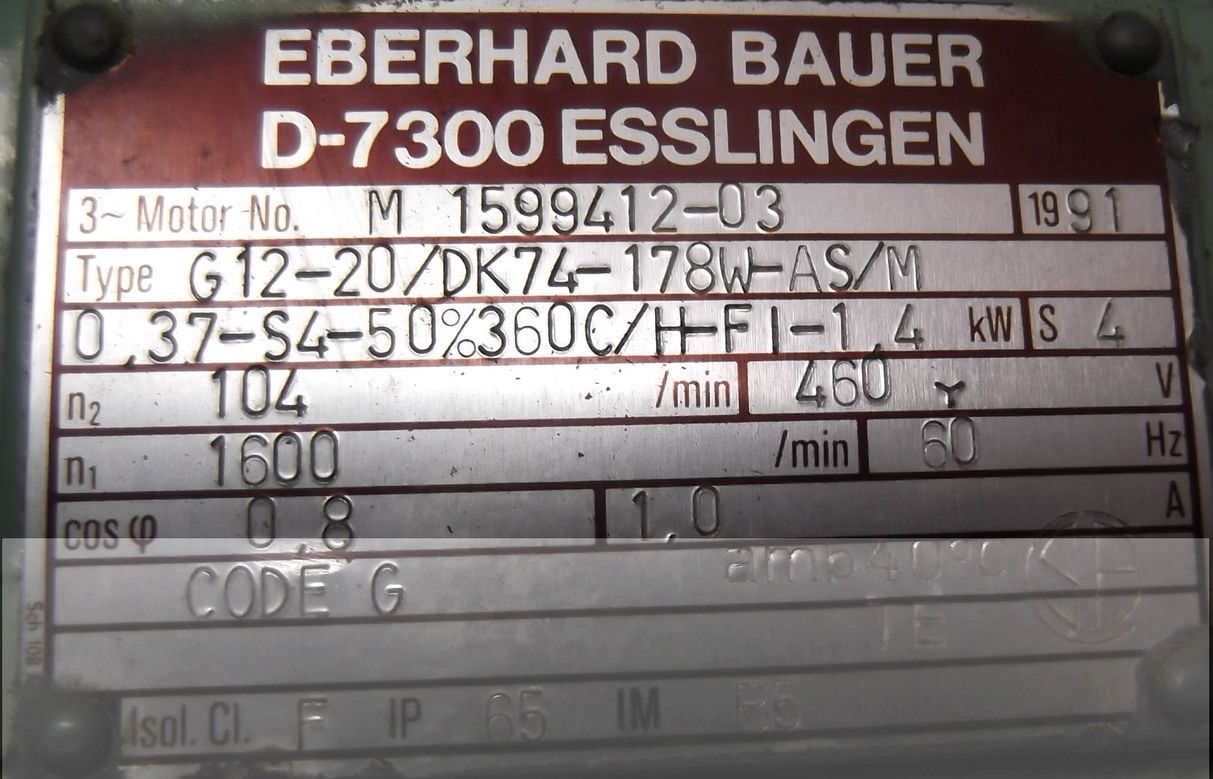 EBERHARD BAUER
D-7300 ESSLINGEN
3~ Motor-No. M 1599412-03 1991
Type G12-20/DK74-178W-AS/M
0,37-S4-50%360C/H-FI-1,4 kW S 4
n₂ 104 /min 460 Y V
n₁ 1600 /min 60 Hz
cos φ 0,8 1,0 A
CODE G amb 40°C
TE
Isol. Cl. F IP 65 IM B5